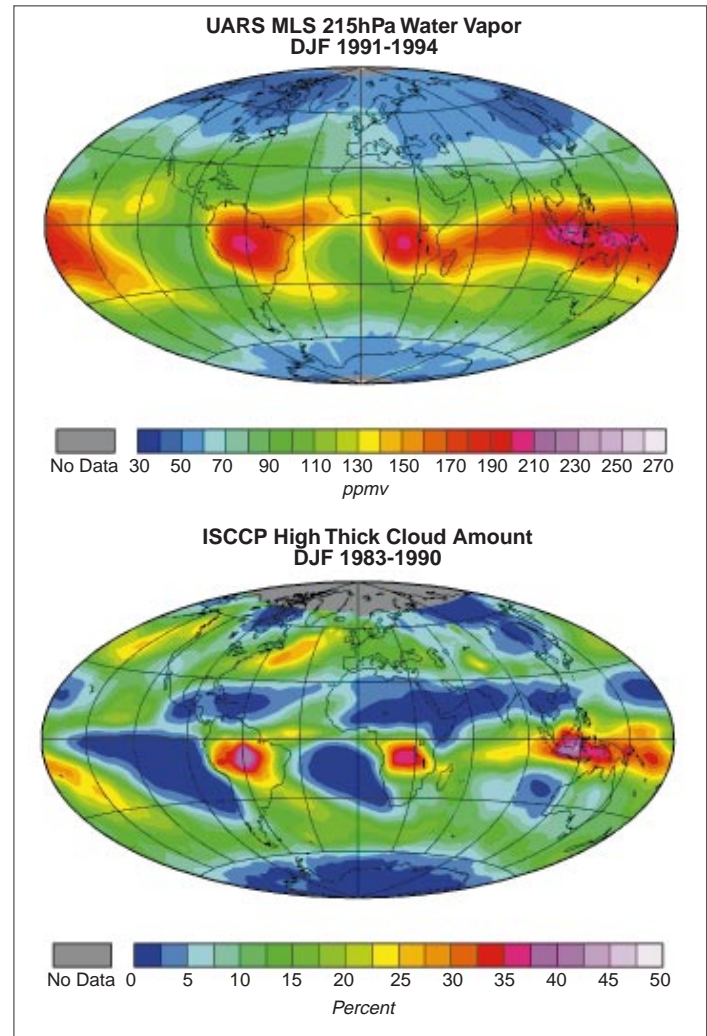 UARS MLS 215hPa Water Vapor
DJF 1991-1994
No Data 30 50 70 90 110 130 150 170 190 210 230 250 270
ppmv
ISCCP High Thick Cloud Amount
DJF 1983-1990
No Data 0 5 10 15 20 25 30 35 40 45 50
Percent